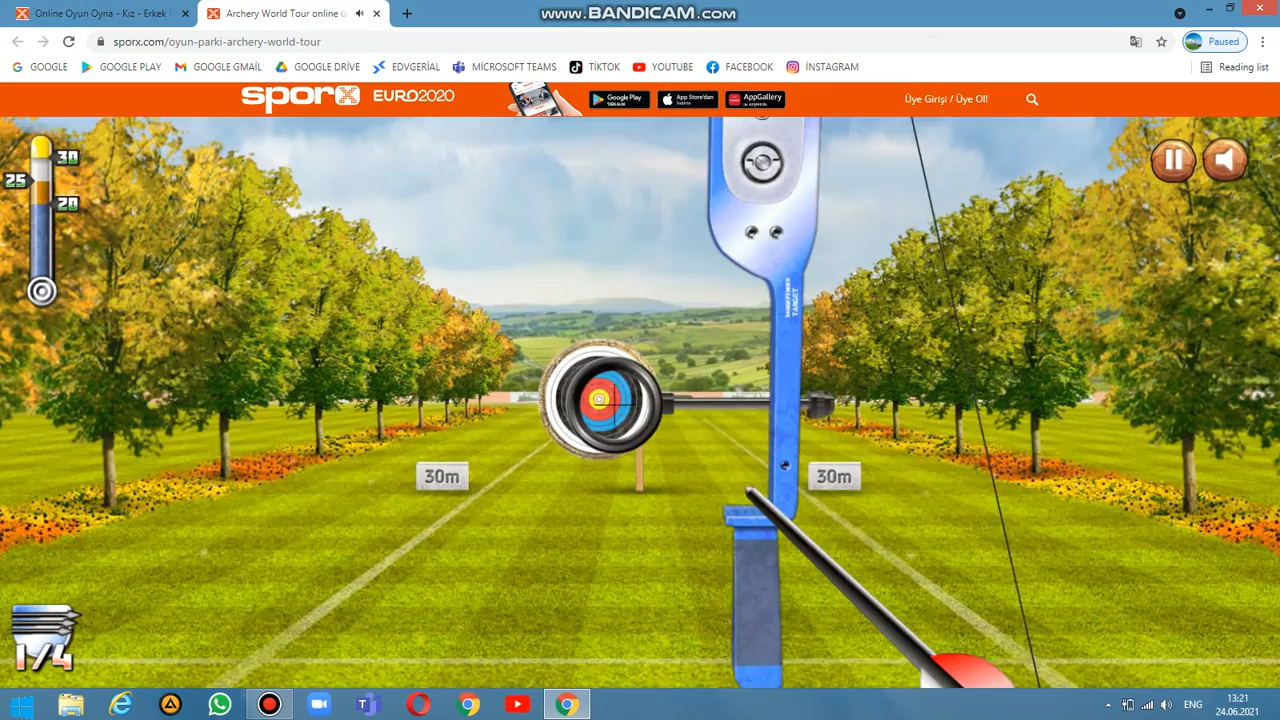 www.BANDICAM.com
Online Oyun Oyna - Kız - Erkek
Archery World Tour online ü
sporx.com/oyun-parki-archery-world-tour
Paused
GOOGLE
GOOGLE PLAY
GOOGLE GMAİL
GOOGLE DRİVE
EDVGERİAL
MİCROSOFT TEAMS
TİKTOK
YOUTUBE
FACEBOOK
İNSTAGRAM
Reading list
sporx
EURO2020
Google Play
App Store'dan
AppGallery
Üye Girişi / Üye Ol!
30
25
20
TARGET
30m
30m
1/4
ENG
13:21
24.06.2021